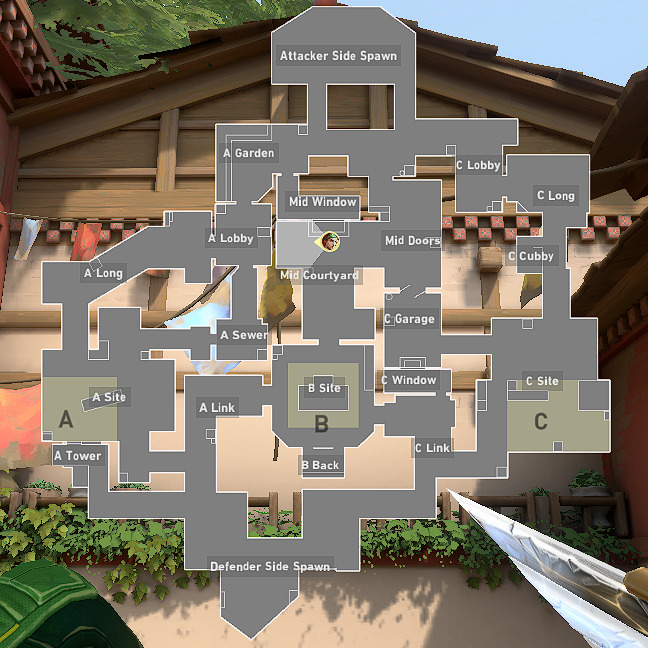 Attacker Side Spawn
A Garden
C Lobby
C Long
Mid Window
A Lobby
Mid Doors
C Cubby
A Long
Mid Courtyard
C Garage
A Sewer
C Window
C Site
B Site
A Site
A Link
A
B
C
C Link
A Tower
B Back
Defender Side Spawn